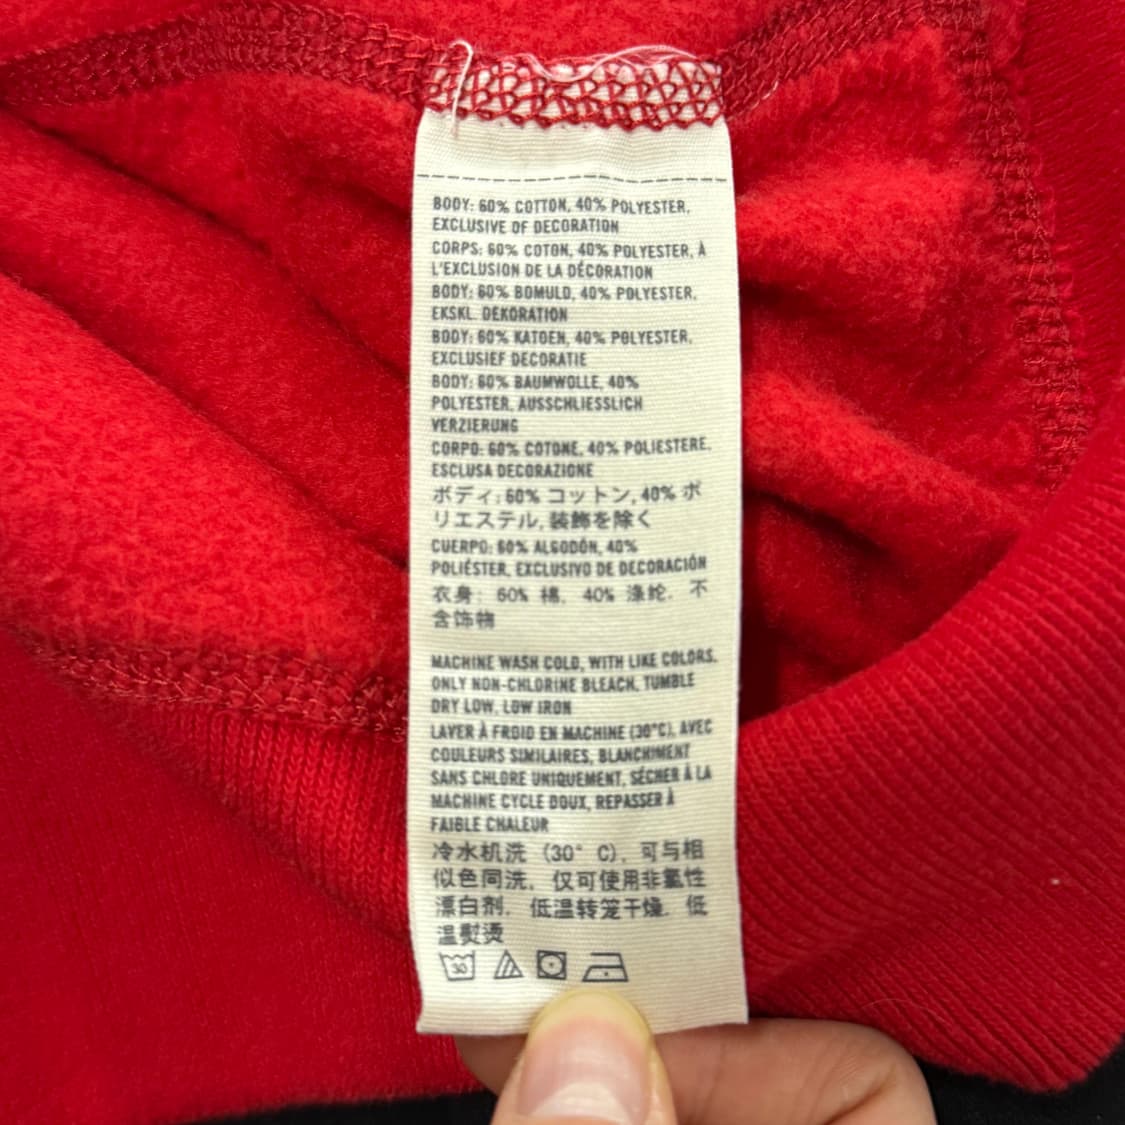 BODY: 60% COTTON, 40% POLYESTER,
EXCLUSIVE OF DECORATION
CORPS: 60% COTON, 40% POLYESTER, À
L'EXCLUSION DE LA DÉCORATION
BODY: 60% BOMULD, 40% POLYESTER,
EKSKL. DEKORATION
BODY: 60% KATOEN, 40% POLYESTER,
EXCLUSIEF DECORATIE
BODY: 60% BAUMWOLLE, 40%
POLYESTER, AUSSCHLIESSLICH
VERZIERUNG
CORPO: 60% COTONE, 40% POLIESTERE,
ESCLUSA DECORAZIONE
ボディ: 60% コットン, 40% ポ
リエステル, 装飾を除く
CUERPO: 60% ALGODÓN, 40%
POLIÉSTER, EXCLUSIVO DE DECORACIÓN
衣身: 60% 棉, 40% 涤纶, 不
含饰物
MACHINE WASH COLD, WITH LIKE COLORS,
ONLY NON-CHLORINE BLEACH, TUMBLE
DRY LOW, LOW IRON
LAVER À FROID EN MACHINE (30°C), AVEC
COULEURS SIMILAIRES, BLANCHIMENT
SANS CHLORE UNIQUEMENT, SÉCHER À LA
MACHINE CYCLE DOUX, REPASSER À
FAIBLE CHALEUR
冷水机洗 (30° C), 可与相
似色同洗, 仅可使用非氯性
漂白剂, 低温转笼干燥, 低
温熨烫
30